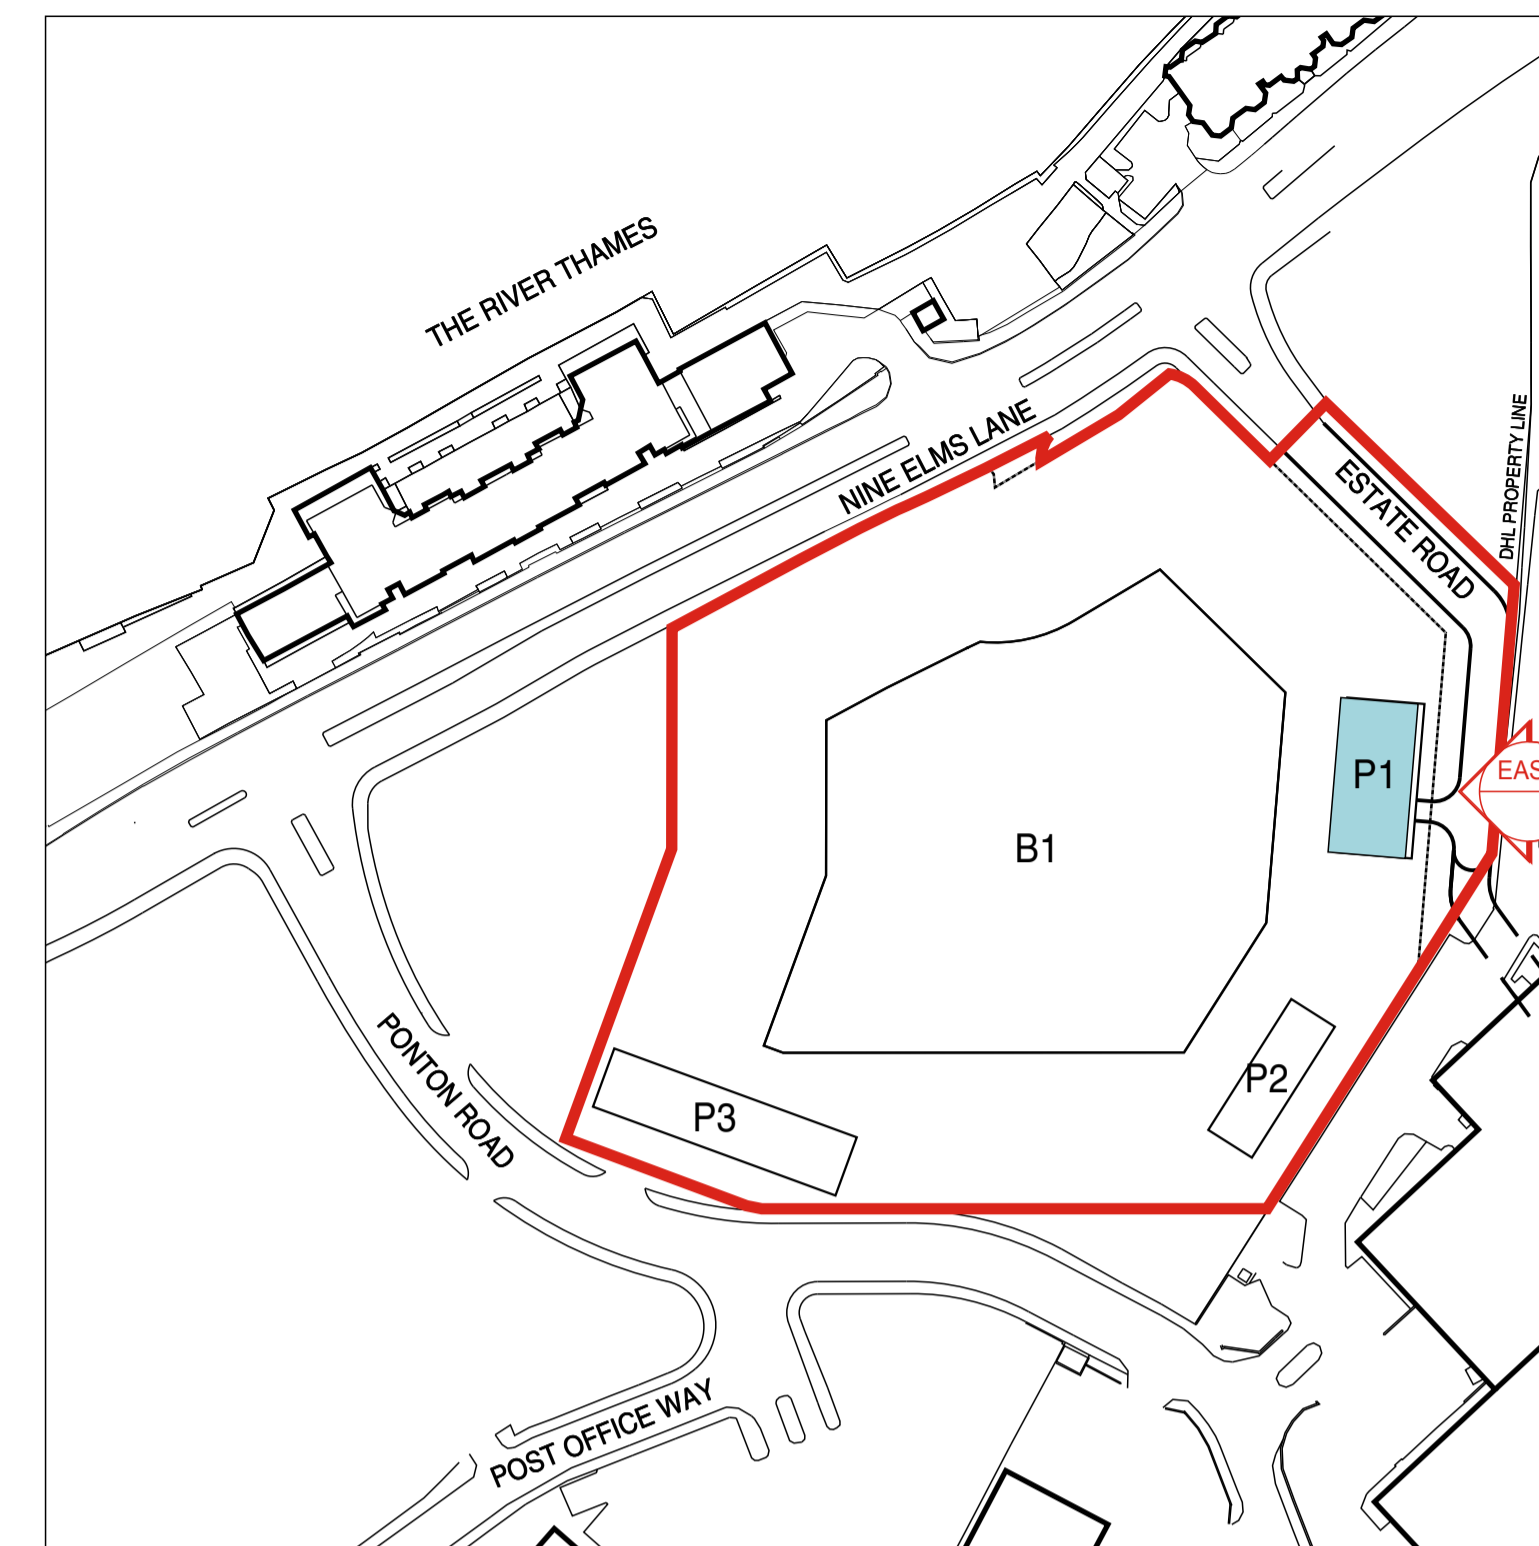 THE RIVER THAMES
NINE ELMS LANE
DHL PROPERTY LINE
ESTATE ROAD
P1
EAS
B1
PONTON ROAD
P2
P3
POST OFFICE WAY